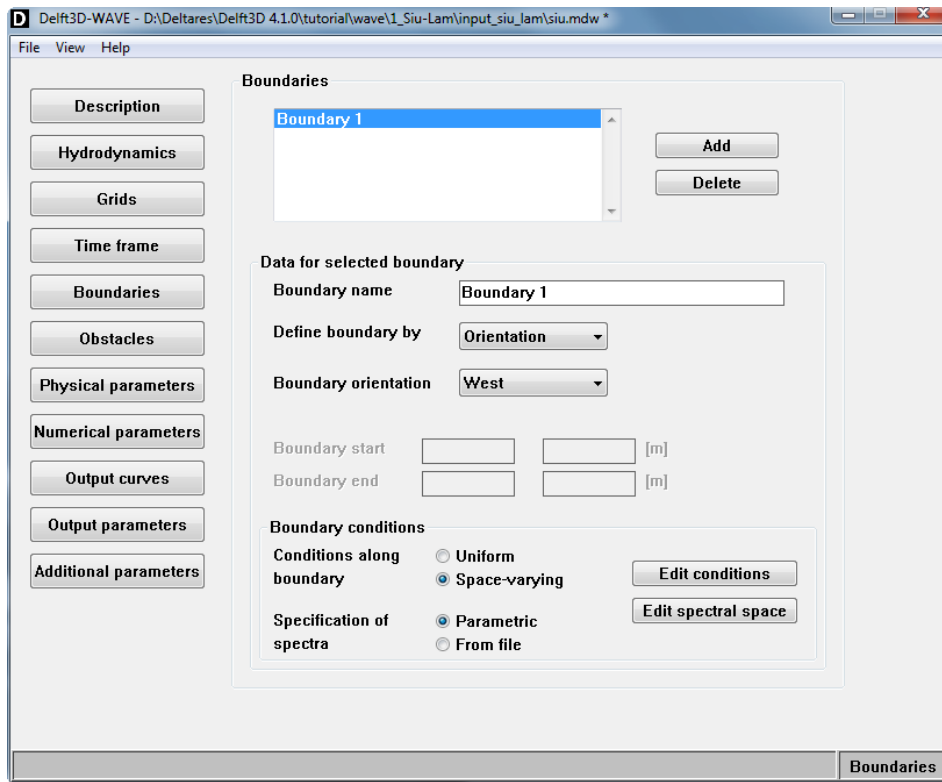 D Delft3D-WAVE - D:\Deltares\Delft3D 4.1.0\tutorial\wave\1_Siu-Lam\input_siu_lam\siu.mdw *
File View Help
Description
Hydrodynamics
Grids
Time frame
Boundaries
Obstacles
Physical parameters
Numerical parameters
Output curves
Output parameters
Additional parameters
Boundaries
Boundary 1
Add
Delete
Data for selected boundary
Boundary name Boundary 1
Define boundary by Orientation
Boundary orientation West
Boundary start [m]
Boundary end [m]
Boundary conditions
Conditions along boundary
Uniform
Space-varying
Edit conditions
Specification of spectra
Parametric
From file
Edit spectral space
Boundaries